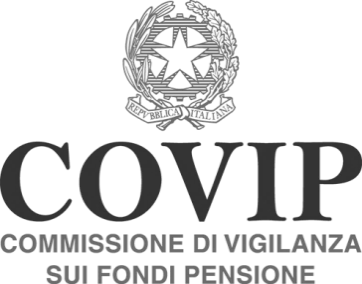 REPVBBLICA ITALIANA
COVIP
COMMISSIONE DI VIGILANZA
SUI FONDI PENSIONE